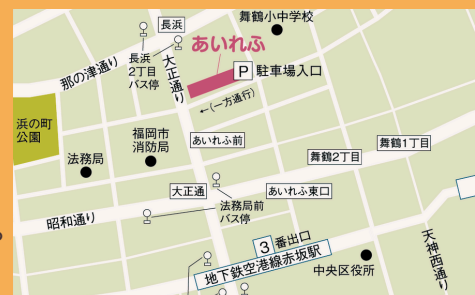 長浜
舞鶴小中学校
あいれふ
那の津通り
長浜
2丁目
バス停
大正通り
P 駐車場入口
←(一方通行)
浜の町
公園
福岡市
消防局
あいれふ前
法務局
舞鶴2丁目
舞鶴1丁目
大正通
あいれふ東口
昭和通り
法務局前
バス停
3番出口
地下鉄空港線赤坂駅
中央区役所
天神西通り